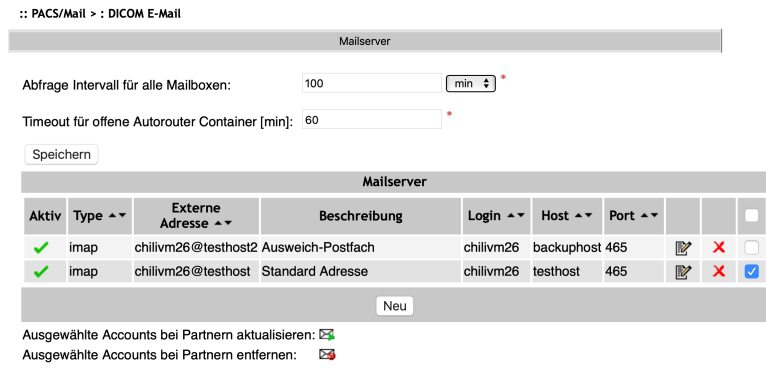 :: PACS/Mail > : DICOM E-Mail
Mailserver
Abfrage Intervall für alle Mailboxen: 100 min *
Timeout für offene Autorouter Container [min]: 60 *
Speichern
Mailserver
Aktiv Type Externe Adresse Beschreibung Login Host Port
imap chilivm26@testhost2 Ausweich-Postfach chilivm26 backuphost 465
imap chilivm26@testhost Standard Adresse chilivm26 testhost 465
Neu
Ausgewählte Accounts bei Partnern aktualisieren:
Ausgewählte Accounts bei Partnern entfernen: